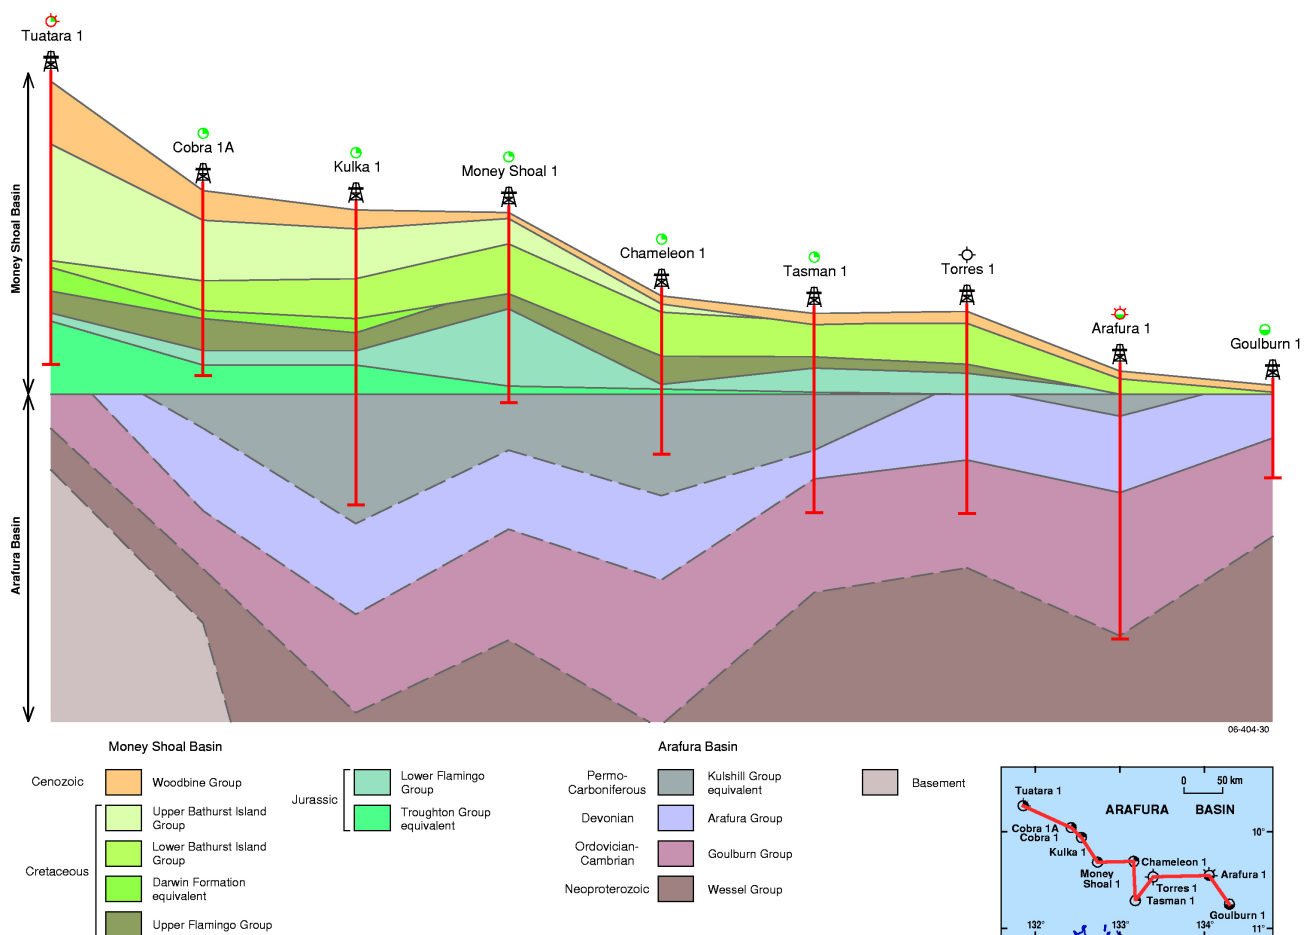 Tuatara 1
Cobra 1A
Kulka 1
Money Shoal 1
Chameleon 1
Tasman 1
Torres 1
Arafura 1
Goulburn 1
Money Shoal Basin
Arafura Basin
06-404-30
Money Shoal Basin
Cenozoic
Woodbine Group
Cretaceous
Upper Bathurst Island
Group
Lower Bathurst Island
Group
Darwin Formation
equivalent
Upper Flamingo Group
Jurassic
Lower Flamingo
Group
Troughton Group
equivalent
Arafura Basin
Permo-
Carboniferous
Kulshill Group
equivalent
Devonian
Arafura Group
Ordovician-
Cambrian
Goulburn Group
Neoproterozoic
Wessel Group
Basement
0 50 km
Tuatara 1
ARAFURA BASIN
Cobra 1A
Cobra 1
10°
Kulka 1
Chameleon 1
Money
Shoal 1
Arafura 1
Torres 1
Tasman 1
Goulburn 1
132° 133° 134° 11°